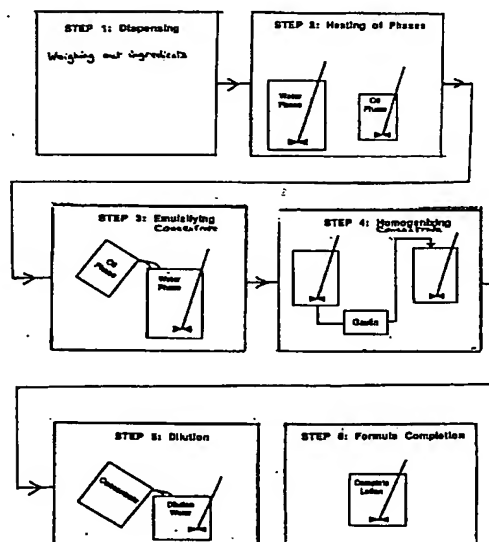 STEP 1: Dispensing
Weighing out ingredients
STEP 2: Heating of Phases
Water
Phase
Oil
Phase
STEP 3: Emulsifying
Concentrate
Oil
Phase
Water
Phase
STEP 4: Homogenizing
Concentrate
Gaulin
STEP 5: Dilution
Concentrate
Dilution
Water
STEP 6: Formula Completion
Complete
Lotion